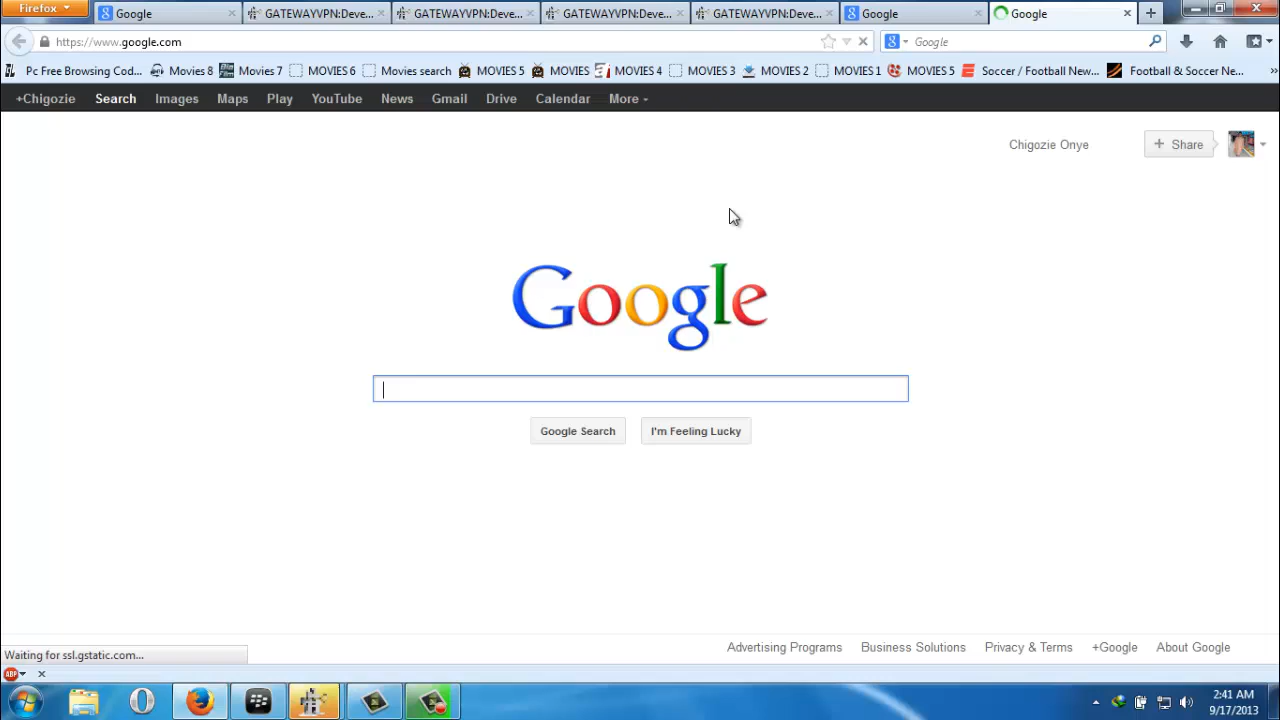 Firefox
Google
GATEWAYVPN:Deve...
GATEWAYVPN:Deve...
GATEWAYVPN:Deve...
GATEWAYVPN:Deve...
Google
Google
https://www.google.com
Google
Pc Free Browsing Cod...
Movies 8
Movies 7
MOVIES 6
Movies search
MOVIES 5
MOVIES
MOVIES 4
MOVIES 3
MOVIES 2
MOVIES 1
MOVIES 5
Soccer / Football New...
Football & Soccer Ne...
+Chigozie Search Images Maps Play YouTube News Gmail Drive Calendar More
Chigozie Onye
+ Share
Google
Google Search
I'm Feeling Lucky
Advertising Programs Business Solutions Privacy & Terms +Google About Google
Waiting for ssl.gstatic.com...
ABP
2:41 AM
9/17/2013